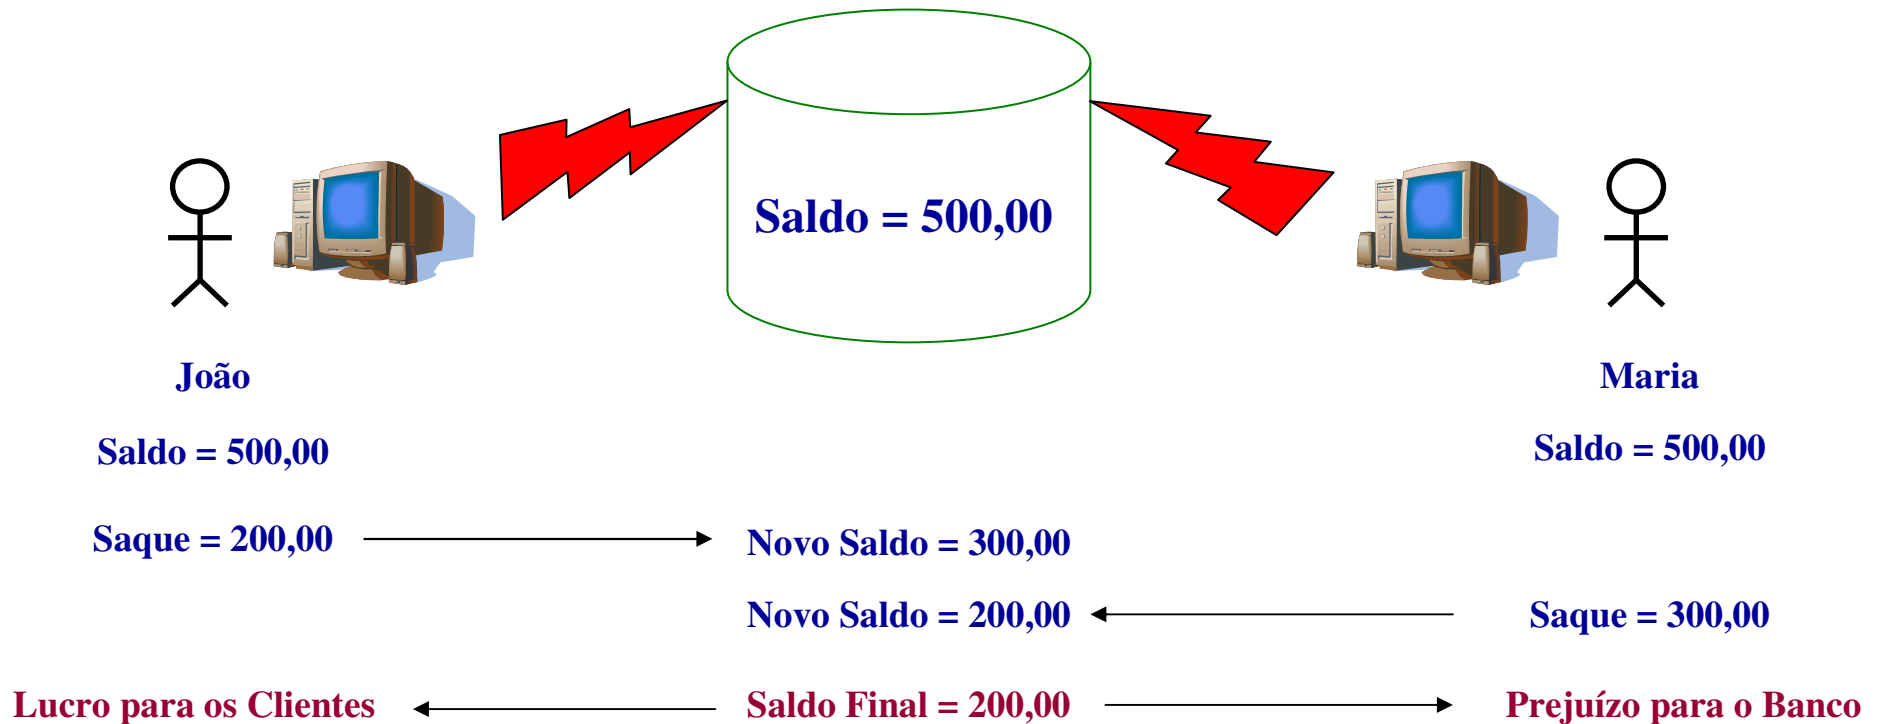 Saldo = 500,00
João
Maria
Saldo = 500,00
Saldo = 500,00
Saque = 200,00
Novo Saldo = 300,00
Novo Saldo = 200,00
Saque = 300,00
Lucro para os Clientes
Saldo Final = 200,00
Prejuízo para o Banco